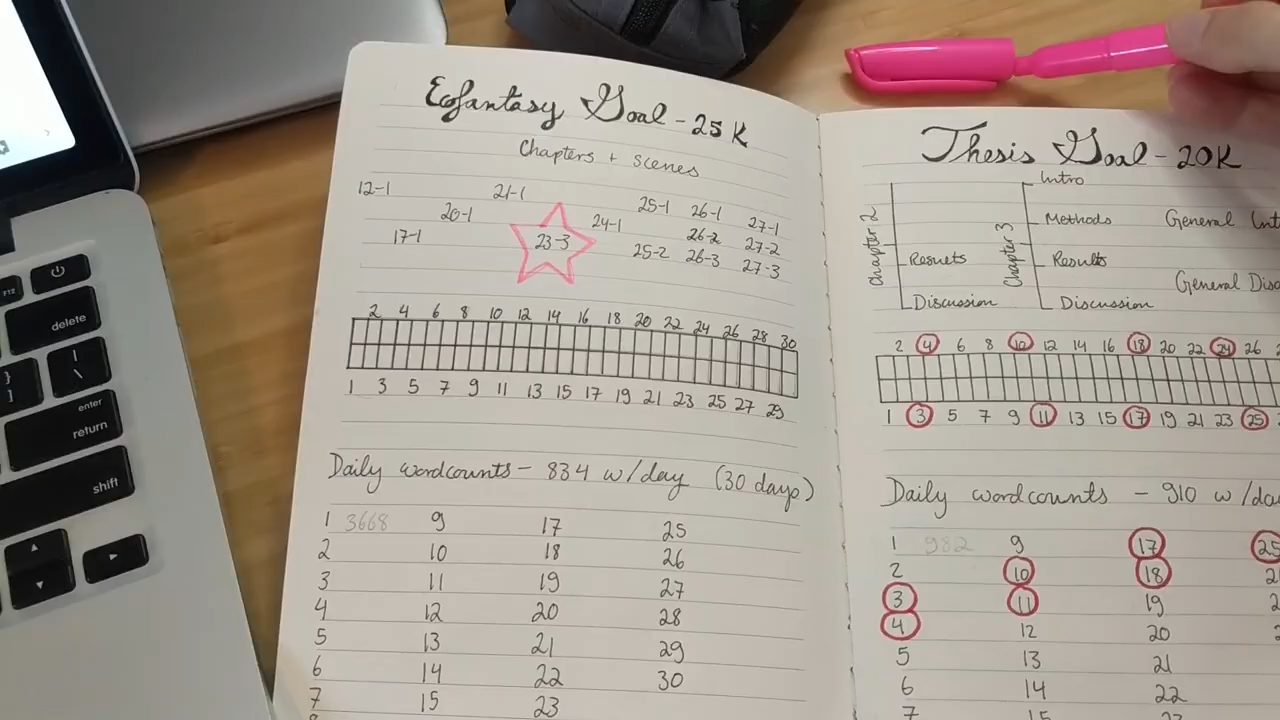 Ecofantasy Goal - 25K
Chapters + Scenes
12-1 21-1 25-1 26-1 27-1
20-1 24-1 26-2 27-2
17-1 23-3 25-2 26-3 27-3
2 4 6 8 10 12 14 16 18 20 22 24 26 28 30
1 3 5 7 9 11 13 15 17 19 21 23 25 27 29
Daily wordcounts - 834 w/day (30 days)
1 3668 9 17 25
2 10 18 26
3 11 19 27
4 12 20 28
5 13 21 29
6 14 22 30
7 15 23
Thesis Goal - 20K
Chapter 2
Results
Discussion
Chapter 3
Intro
Methods
Results
Discussion
General
General
2 4 6 8 10 12 14 16 18 20 22 24 26
1 3 5 7 9 11 13 15 17 19 21 23 25
Daily wordcounts - 910 w/
1 982 9 17 25
2 10 18
3 11 19
4 12 20
5 13 21
6 14 22
7 15
F12
delete
enter
return
shift